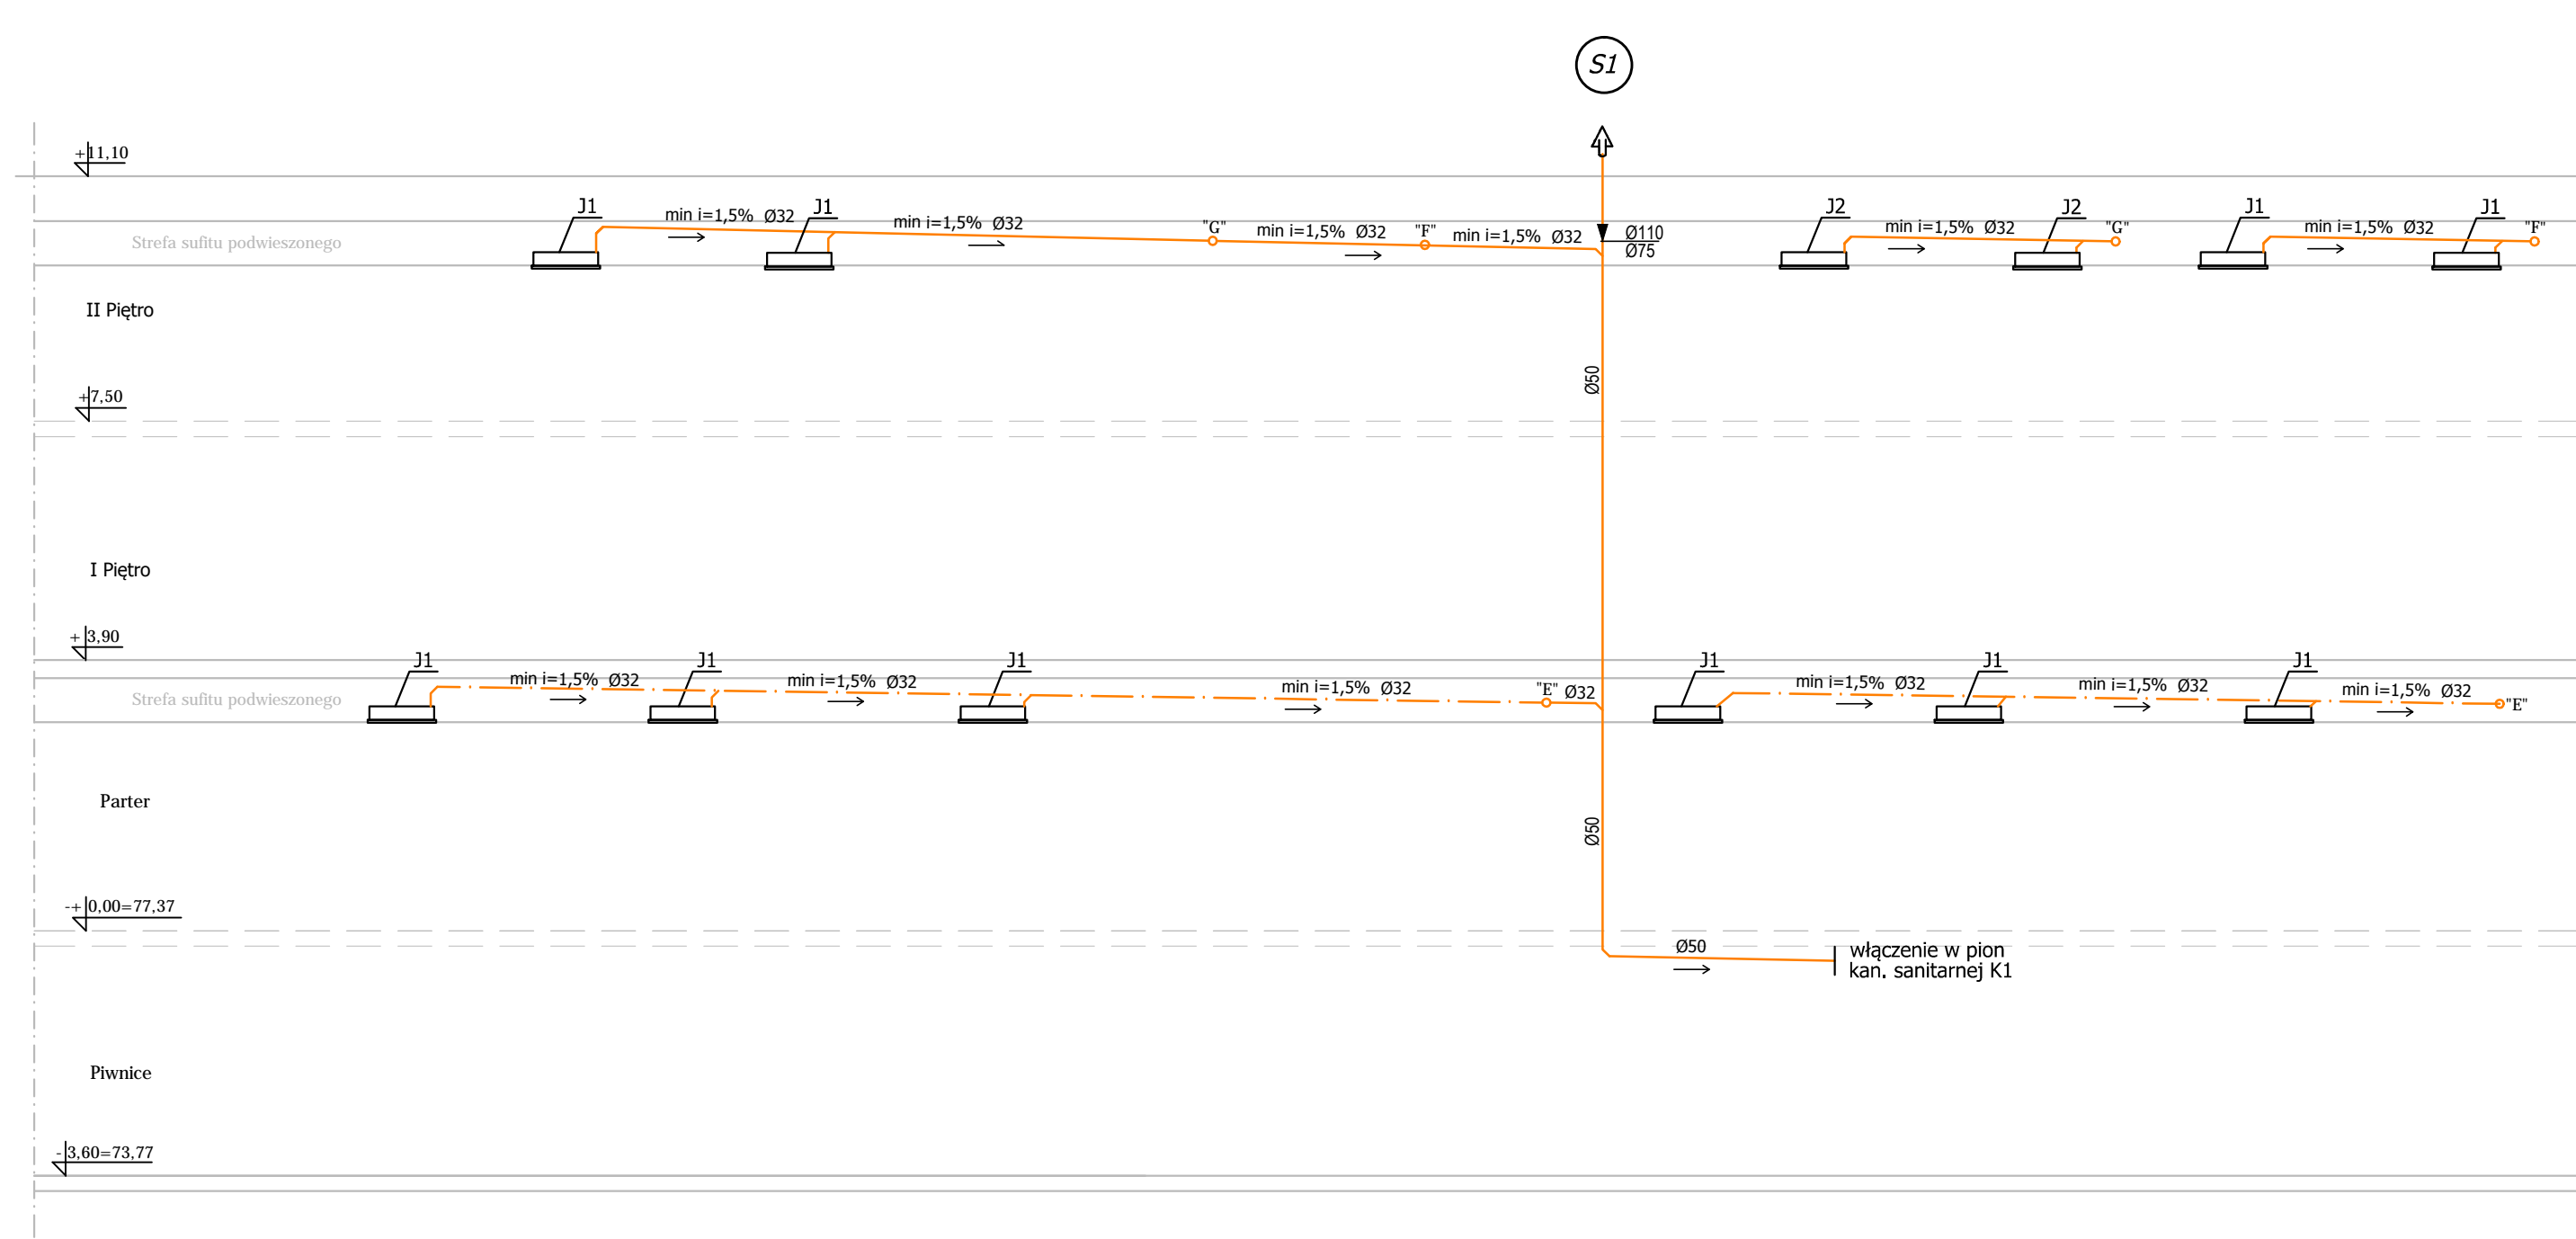 S1
+11,10
J1
min i=1,5% Ø32
J1
min i=1,5% Ø32
"G"
min i=1,5% Ø32
"F"
min i=1,5% Ø32
Ø110
Ø75
J2
min i=1,5% Ø32
J2
"G"
J1
min i=1,5% Ø32
J1
"F"
Strefa sufitu podwieszonego
II Piętro
Ø50
+7,50
I Piętro
+3,90
J1
min i=1,5% Ø32
J1
min i=1,5% Ø32
J1
min i=1,5% Ø32
"E" Ø32
J1
min i=1,5% Ø32
J1
min i=1,5% Ø32
J1
min i=1,5% Ø32
"E"
Strefa sufitu podwieszonego
Parter
Ø50
-+0,00=77,37
Ø50
włączenie w pion
kan. sanitarnej K1
Piwnice
-3,60=73,77